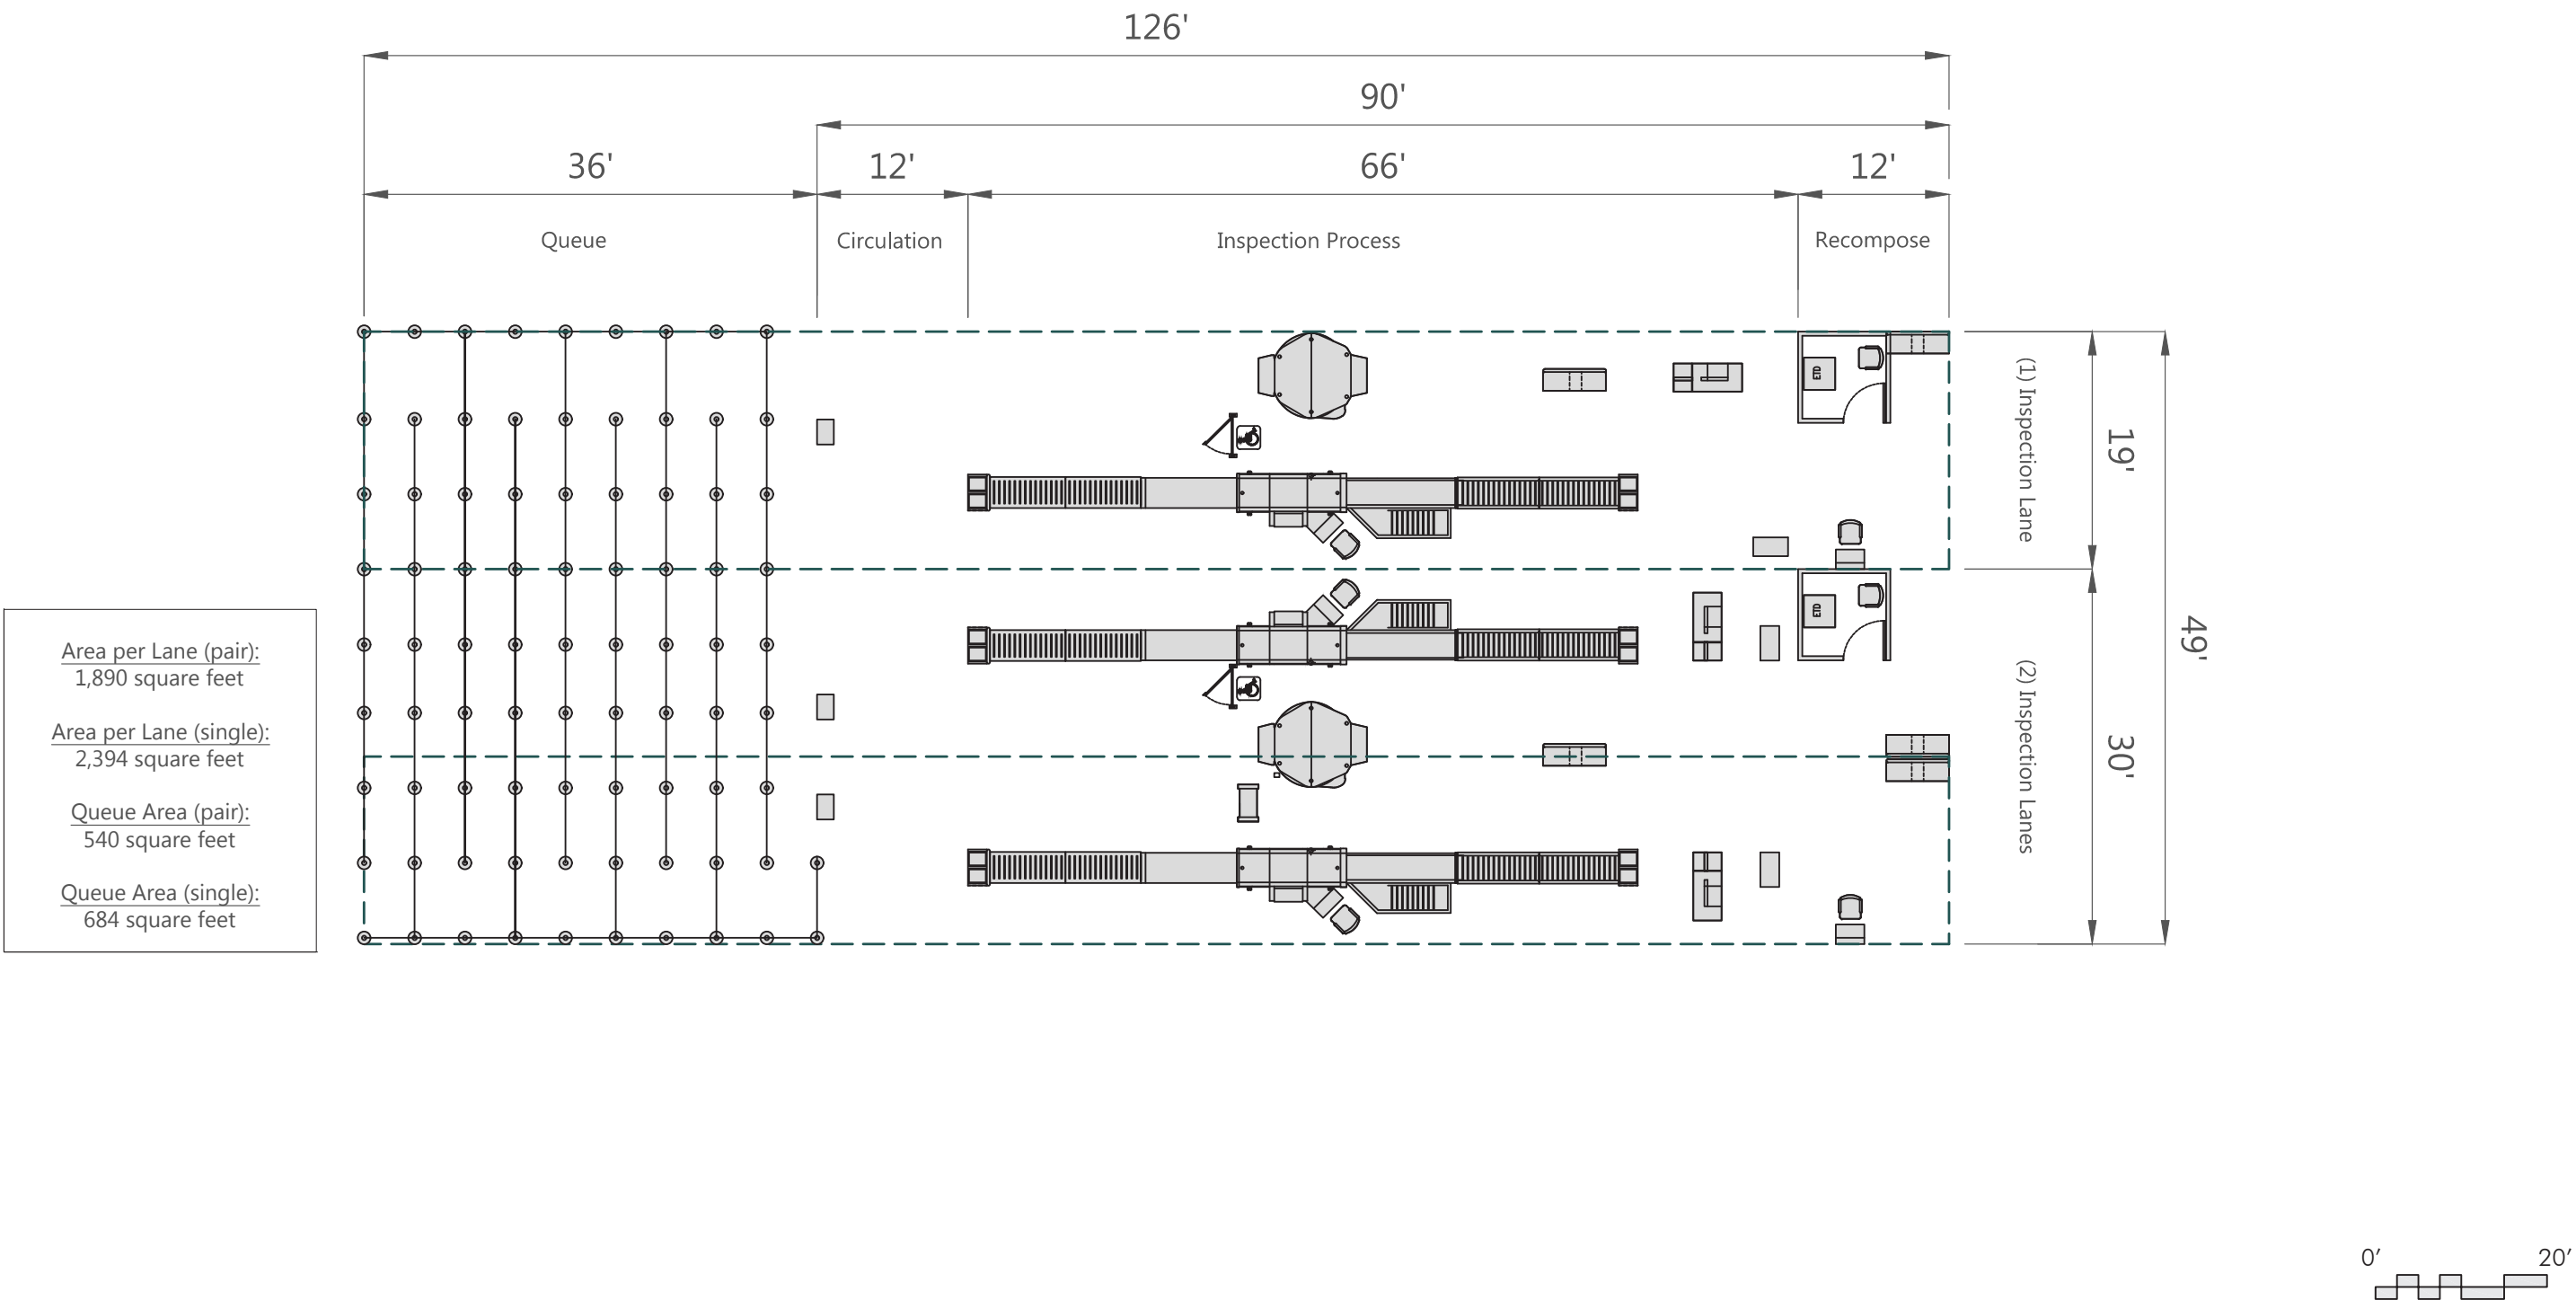 126'
90'
36'
12'
66'
12'
Queue
Circulation
Inspection Process
Recompose
ETD
(1) Inspection Lane
19'
49'
ETD
(2) Inspection Lanes
30'
Area per Lane (pair):
1,890 square feet
Area per Lane (single):
2,394 square feet
Queue Area (pair):
540 square feet
Queue Area (single):
684 square feet
0'
20'